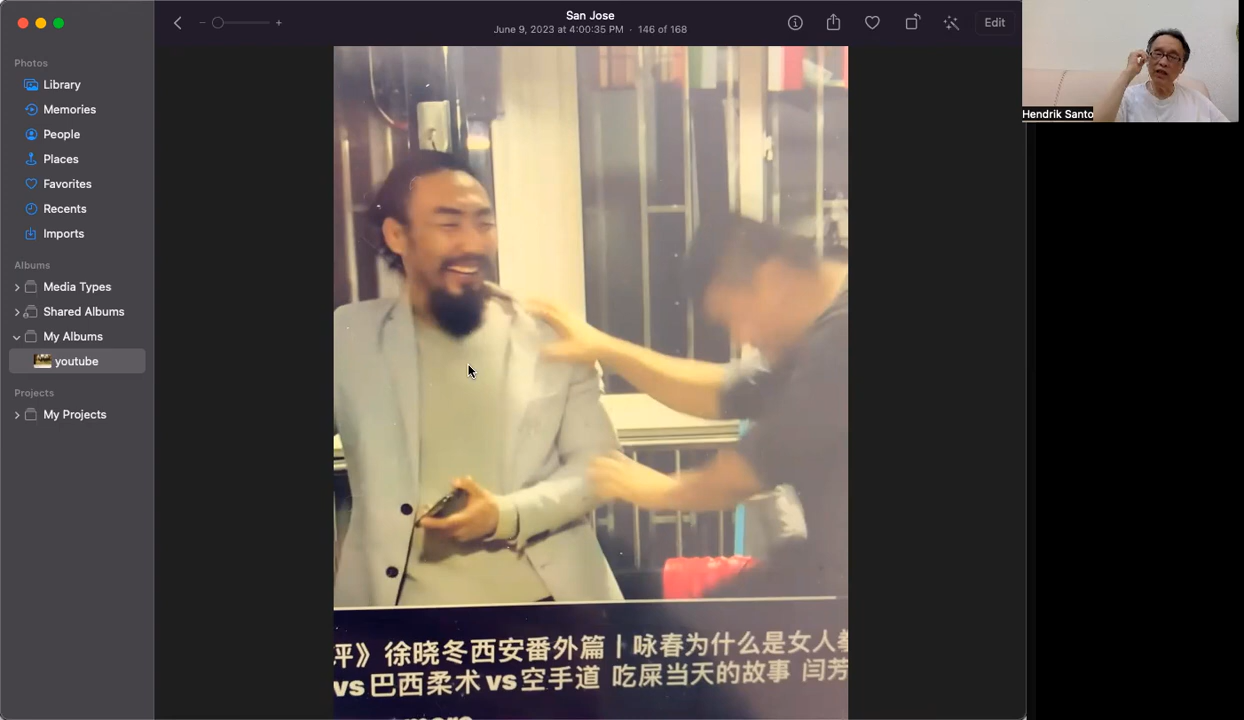 San Jose
June 9, 2023 at 4:00:35 PM · 146 of 168
Edit
Photos
Library
Memories
People
Places
Favorites
Recents
Imports
Albums
Media Types
Shared Albums
My Albums
youtube
Projects
My Projects
Hendrik Santo
评》徐晓冬西安番外篇丨咏春为什么是女人拳
vs巴西柔术vs空手道 吃屎当天的故事 闫芳
more